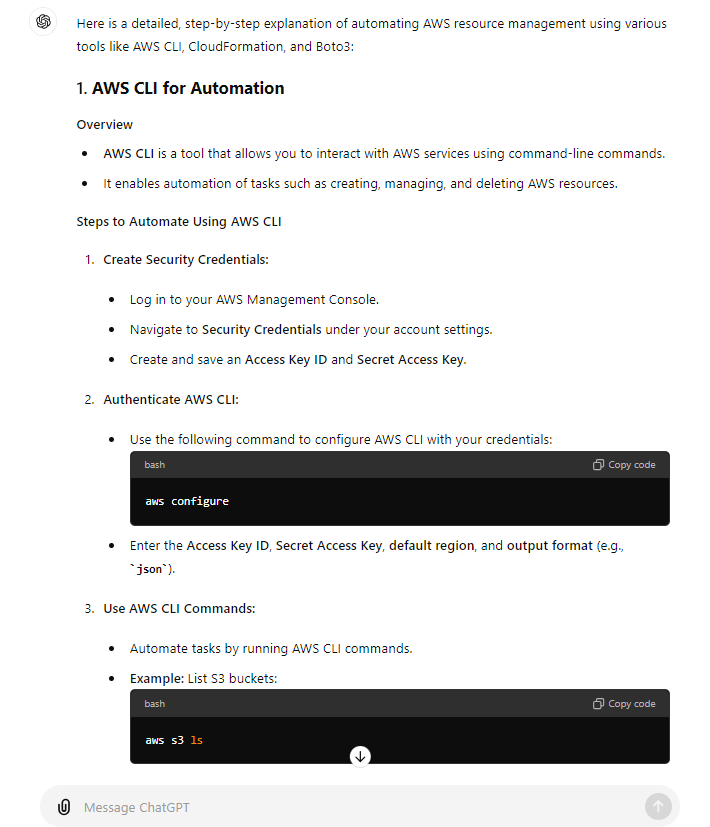 Here is a detailed, step-by-step explanation of automating AWS resource management using various
tools like AWS CLI, CloudFormation, and Boto3:
1. AWS CLI for Automation
Overview
• AWS CLI is a tool that allows you to interact with AWS services using command-line commands.
• It enables automation of tasks such as creating, managing, and deleting AWS resources.
Steps to Automate Using AWS CLI
1. Create Security Credentials:
• Log in to your AWS Management Console.
• Navigate to Security Credentials under your account settings.
• Create and save an Access Key ID and Secret Access Key.
2. Authenticate AWS CLI:
• Use the following command to configure AWS CLI with your credentials:
bash Copy code
aws configure
• Enter the Access Key ID, Secret Access Key, default region, and output format (e.g.,
`json`).
3. Use AWS CLI Commands:
• Automate tasks by running AWS CLI commands.
• Example: List S3 buckets:
bash Copy code
aws s3 ls
Message ChatGPT